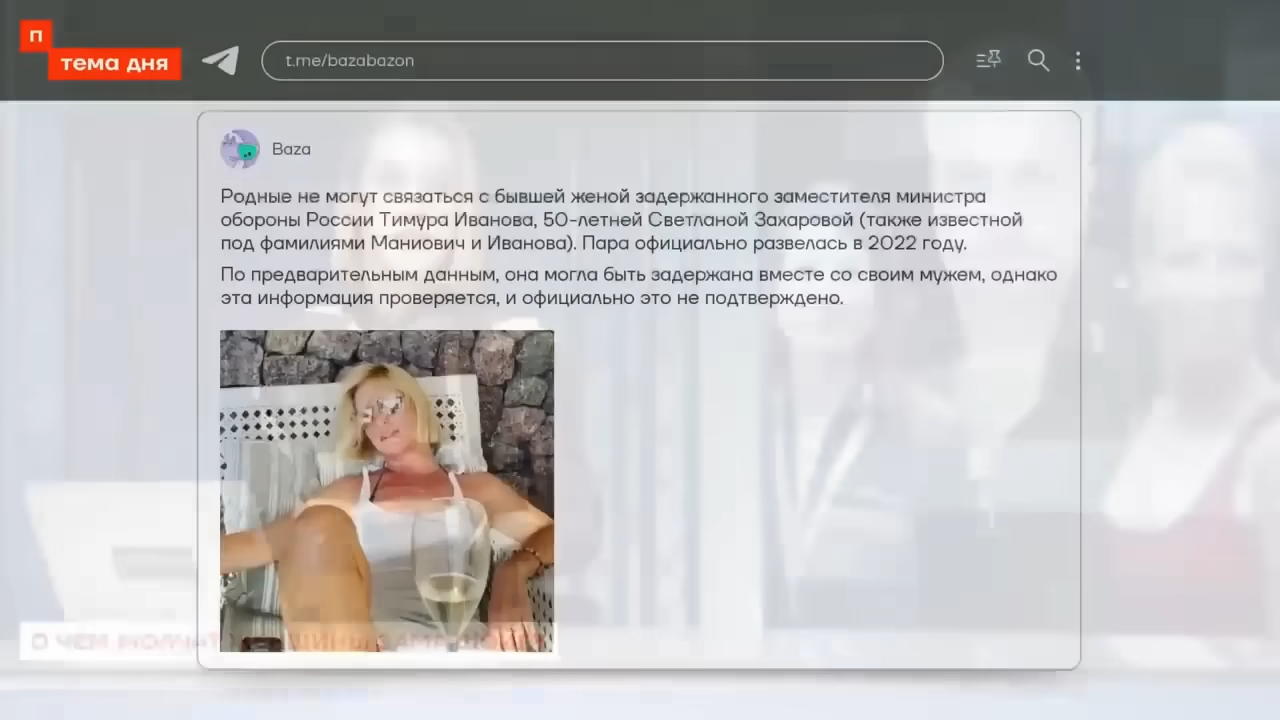 П
тема дня
t.me/bazabazon
Baza
Родные не могут связаться с бывшей женой задержанного заместителя министра
обороны России Тимура Иванова, 50-летней Светланой Захаровой (также известной
под фамилиями Маниович и Иванова). Пара официально развелась в 2022 году.
По предварительным данным, она могла быть задержана вместе со своим мужем, однако
эта информация проверяется, и официально это не подтверждено.
О ЧЕМ МОЛЧАТ